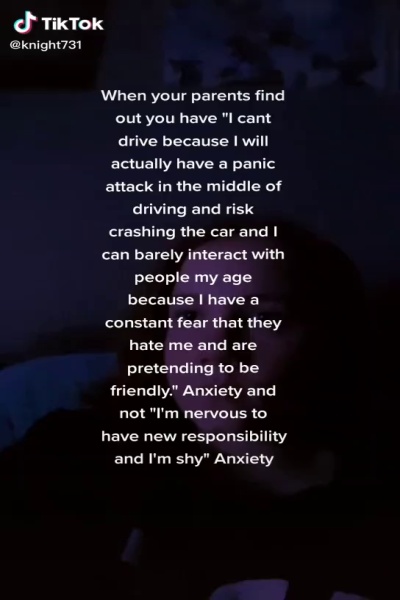 TikTok
@knight731
When your parents find
out you have "I cant
drive because I will
actually have a panic
attack in the middle of
driving and risk
crashing the car and I
can barely interact with
people my age
because I have a
constant fear that they
hate me and are
pretending to be
friendly." Anxiety and
not "I'm nervous to
have new responsibility
and I'm shy" Anxiety